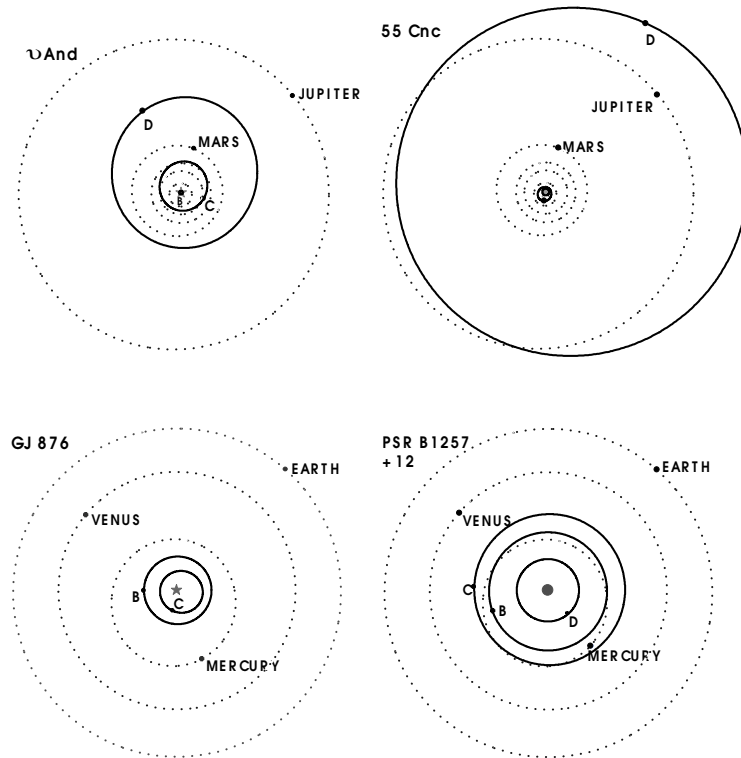 υAnd
JUPITER
D
MARS
B
C
55 Cnc
D
JUPITER
MARS
GJ 876
EARTH
VENUS
B
C
MERCURY
PSR B1257
+12
EARTH
VENUS
C
B
D
MERCURY